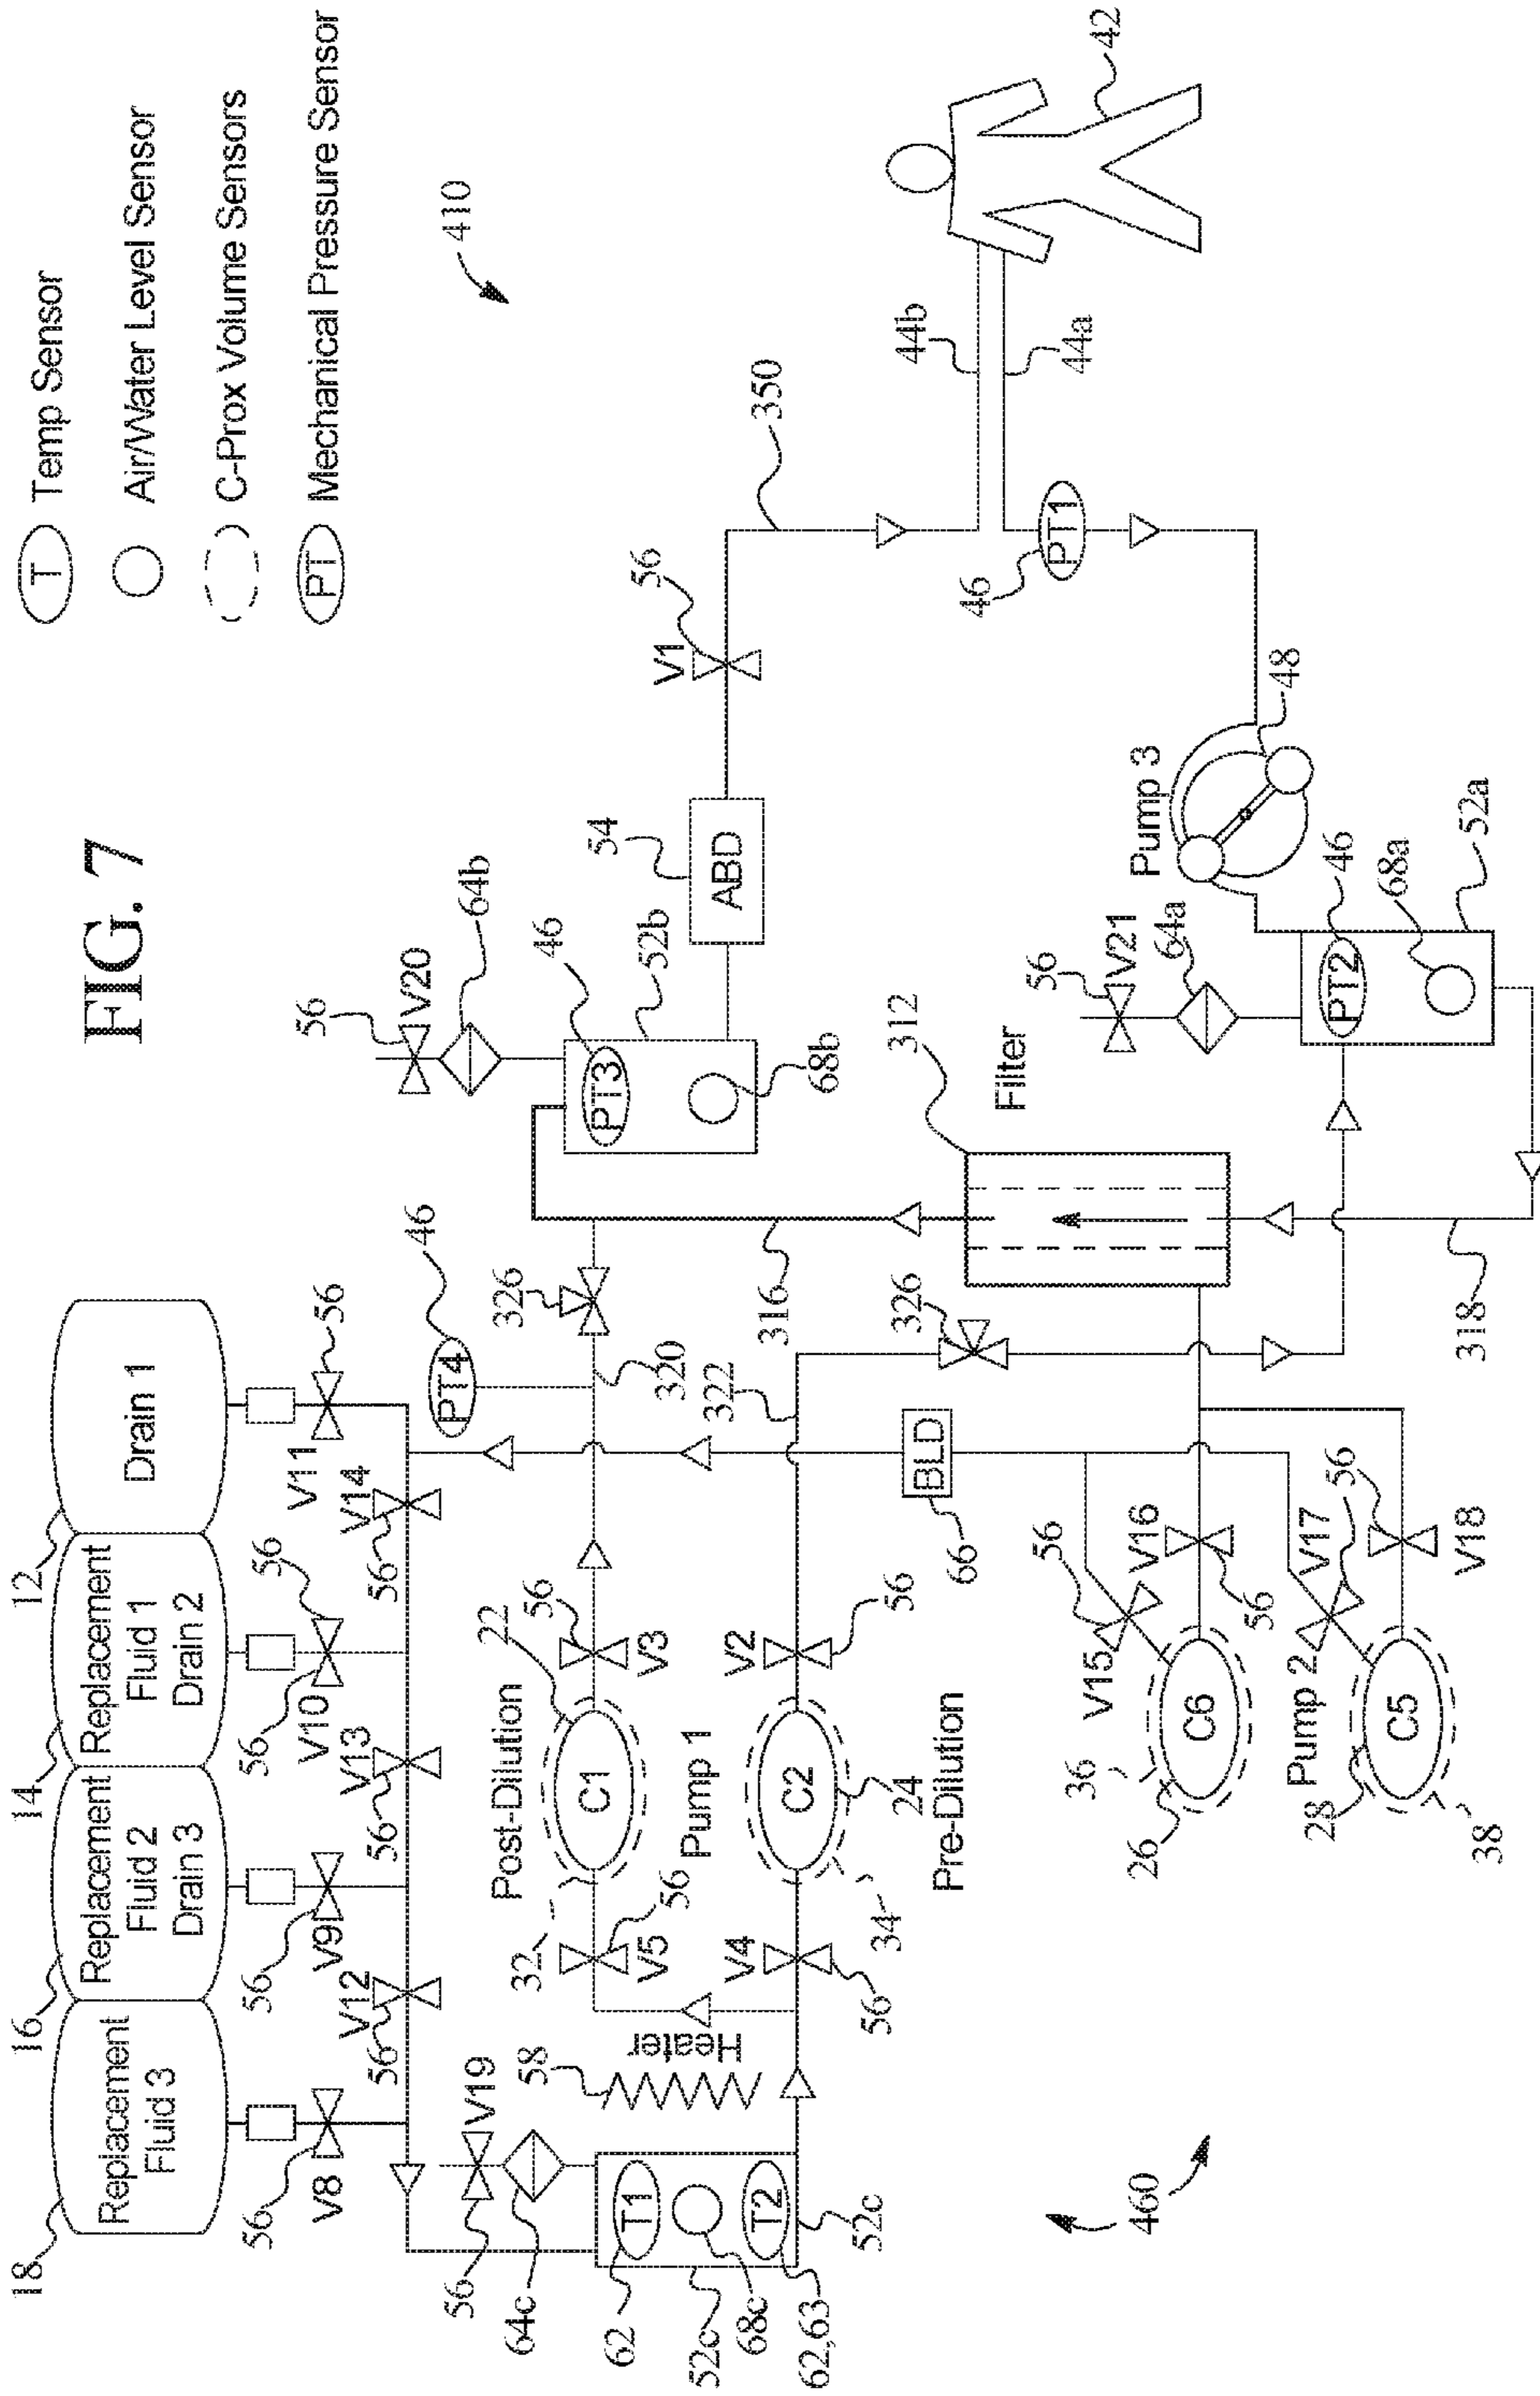 FIG. 7
T Temp Sensor
Air/Water Level Sensor
C-Prox Volume Sensors
PT Mechanical Pressure Sensor
410
18
16
14
12
Replacement
Fluid 3
Replacement
Fluid 2
Drain 3
Replacement
Fluid 1
Drain 2
Drain 1
56
V8
56
V9
56
V10
56
V11
56
56
V12
56
V13
56
V14
56
PT4
46
56
V19
64c
T1
T2
62
52c
68c
62,63
52c
58
Heater
32
V5
56
Post-Dilution
C1
22
56
V3
320
326
Pump 1
V4
56
34
C2
24
Pre-Dilution
V2
56
322
326
316
BLD
66
56
V20
64b
PT3
46
52b
68b
54
ABD
V1
56
350
44b
44a
42
46
PT1
Pump 3
48
312
Filter
56
V21
64a
PT2
46
68a
52a
318
36
26
C6
V15
56
V16
56
Pump 2
28
C5
38
V17
56
V18
460